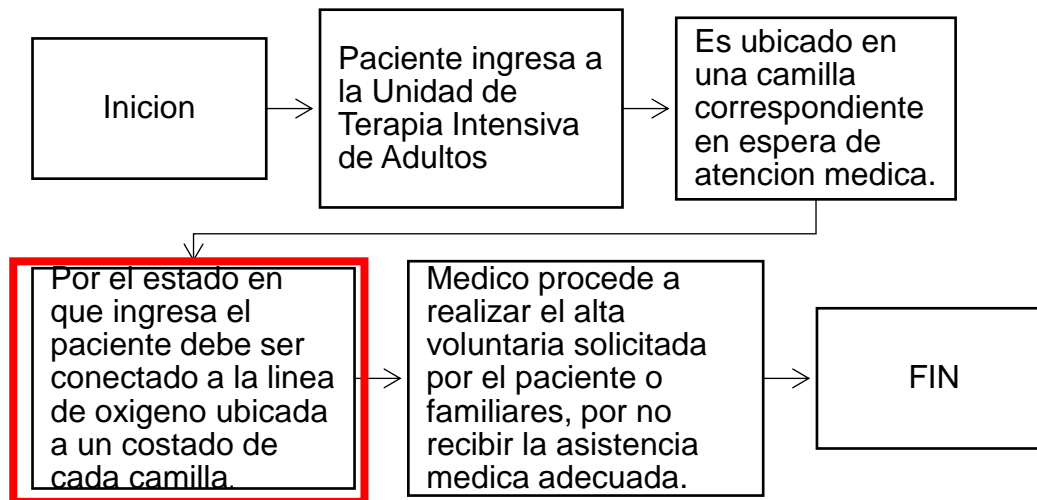 Inicion
Paciente ingresa a
la Unidad de
Terapia Intensiva
de Adultos
Es ubicado en
una camilla
correspondiente
en espera de
atencion medica.
Por el estado en
que ingresa el
paciente debe ser
conectado a la linea
de oxigeno ubicada
a un costado de
cada camilla.
Medico procede a
realizar el alta
voluntaria solicitada
por el paciente o
familiares, por no
recibir la asistencia
medica adecuada.
FIN